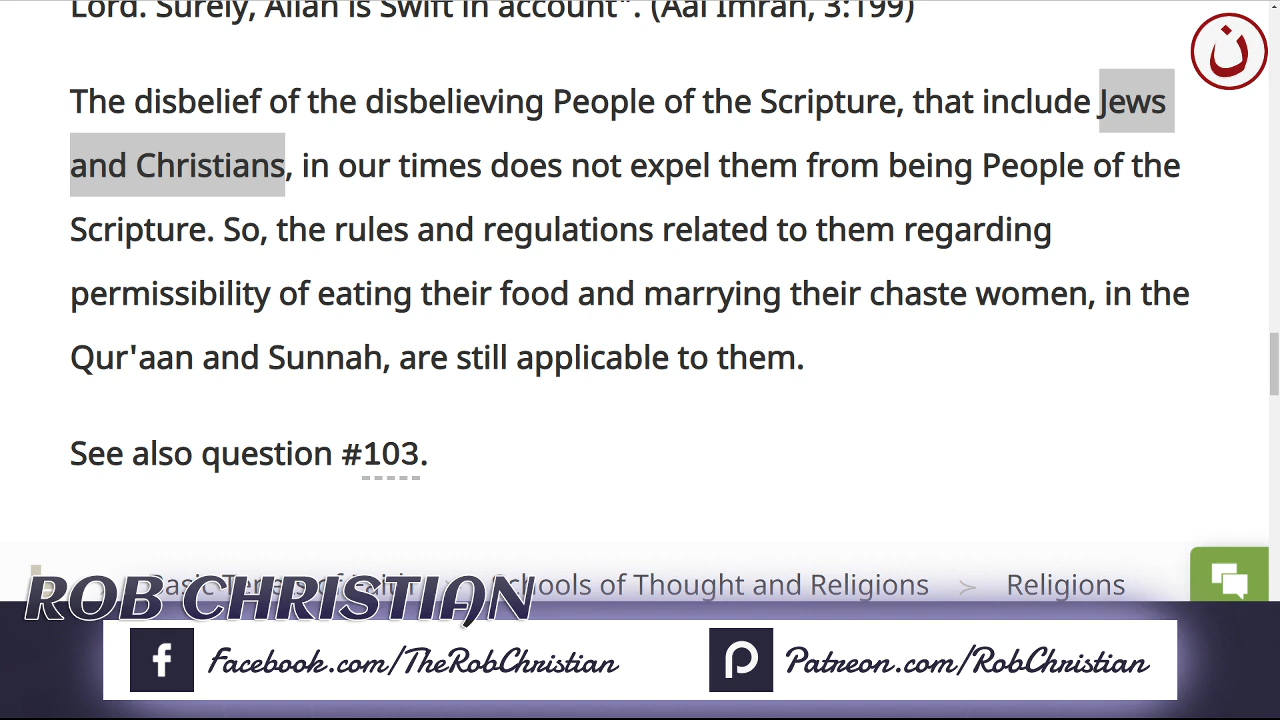 Lord. Surely, Allah is Swift in account". (Aal Imran, 3:199)
ن
The disbelief of the disbelieving People of the Scripture, that include Jews
and Christians, in our times does not expel them from being People of the
Scripture. So, the rules and regulations related to them regarding
permissibility of eating their food and marrying their chaste women, in the
Qur'aan and Sunnah, are still applicable to them.
See also question #103.
Schools of Thought and Religions > Religions
ROB CHRISTIAN
Facebook.com/TheRobChristian
Patreon.com/RobChristian